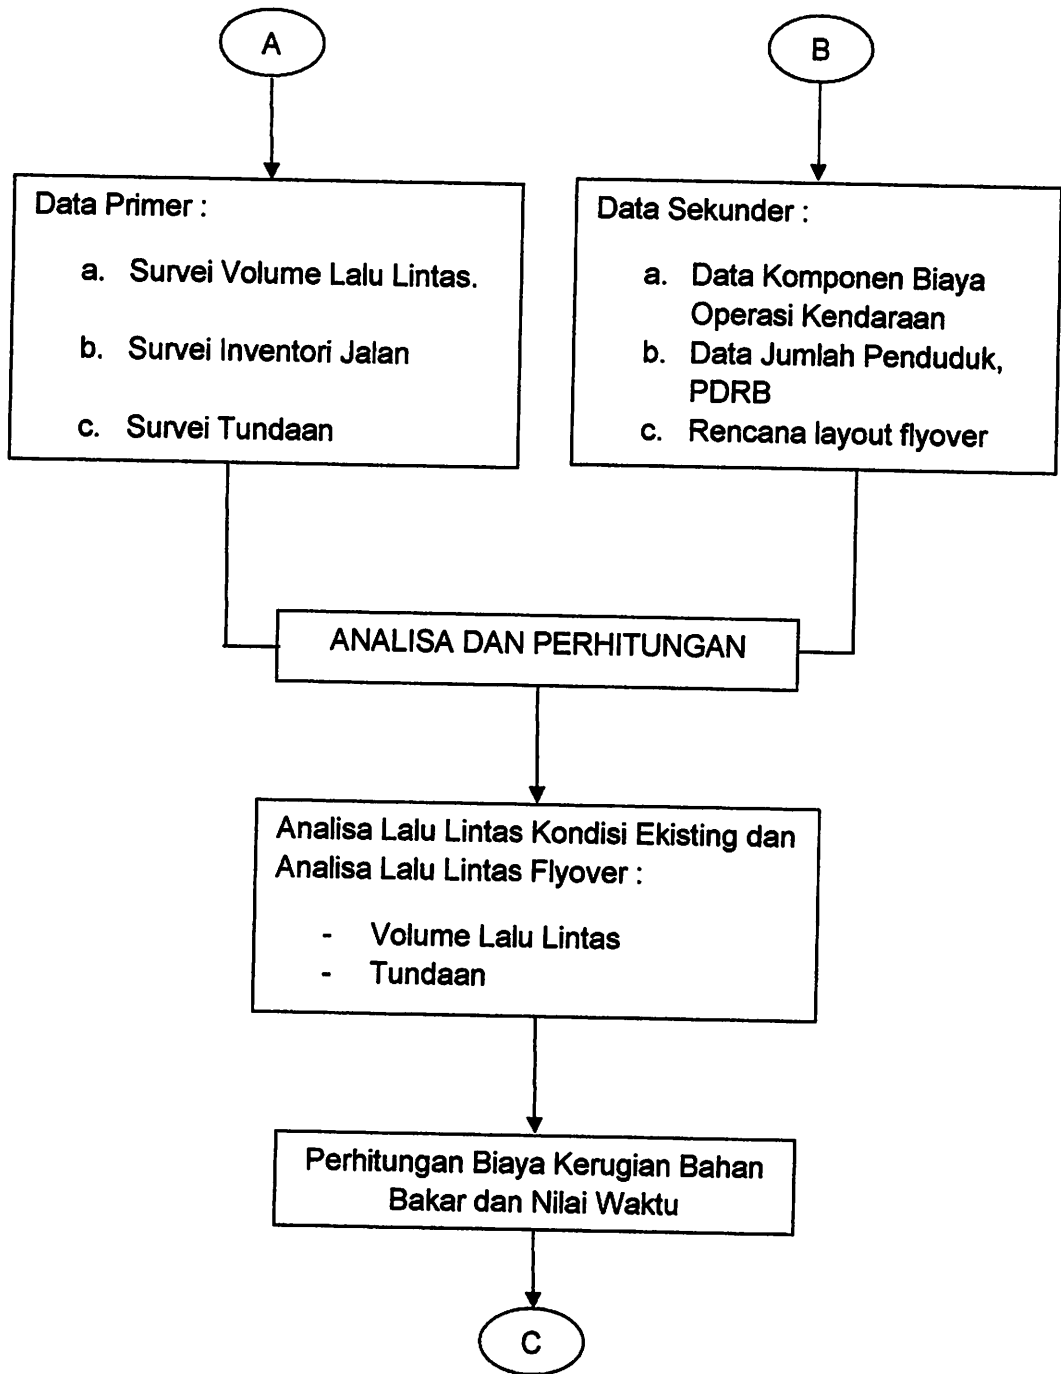 A
B
Data Primer :
a. Survei Volume Lalu Lintas.
b. Survei Inventori Jalan
c. Survei Tundaan
Data Sekunder :
a. Data Komponen Biaya
Operasi Kendaraan
b. Data Jumlah Penduduk,
PDRB
c. Rencana layout flyover
ANALISA DAN PERHITUNGAN
Analisa Lalu Lintas Kondisi Ekisting dan
Analisa Lalu Lintas Flyover :
- Volume Lalu Lintas
- Tundaan
Perhitungan Biaya Kerugian Bahan
Bakar dan Nilai Waktu
C